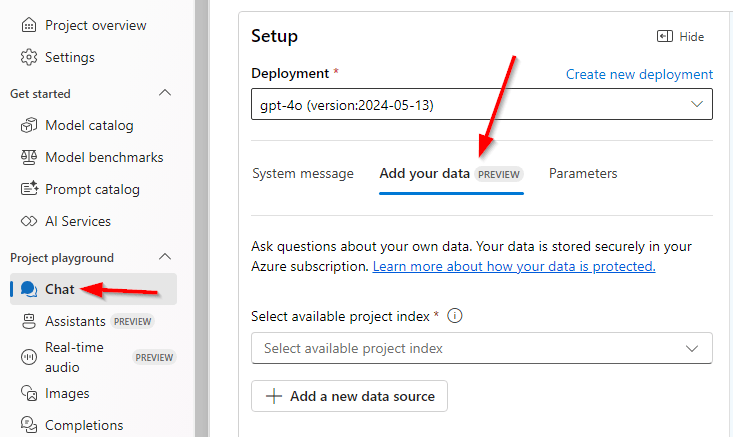 Project overview
Settings
Get started
Model catalog
Model benchmarks
Prompt catalog
AI Services
Project playground
Chat
Assistants PREVIEW
Real-time
audio PREVIEW
Images
Completions
Setup
Hide
Deployment *
Create new deployment
gpt-4o (version:2024-05-13)
System message
Add your data PREVIEW
Parameters
Ask questions about your own data. Your data is stored securely in your
Azure subscription. Learn more about how your data is protected.
Select available project index *
Select available project index
Add a new data source